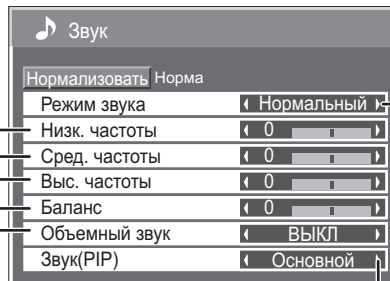 Звук
Нормализовать Норма
Режим звука Нормальный
Низк. частоты 0
Сред. частоты 0
Выс. частоты 0
Баланс 0
Объемный звук ВЫКЛ
Звук(PIP) Основной